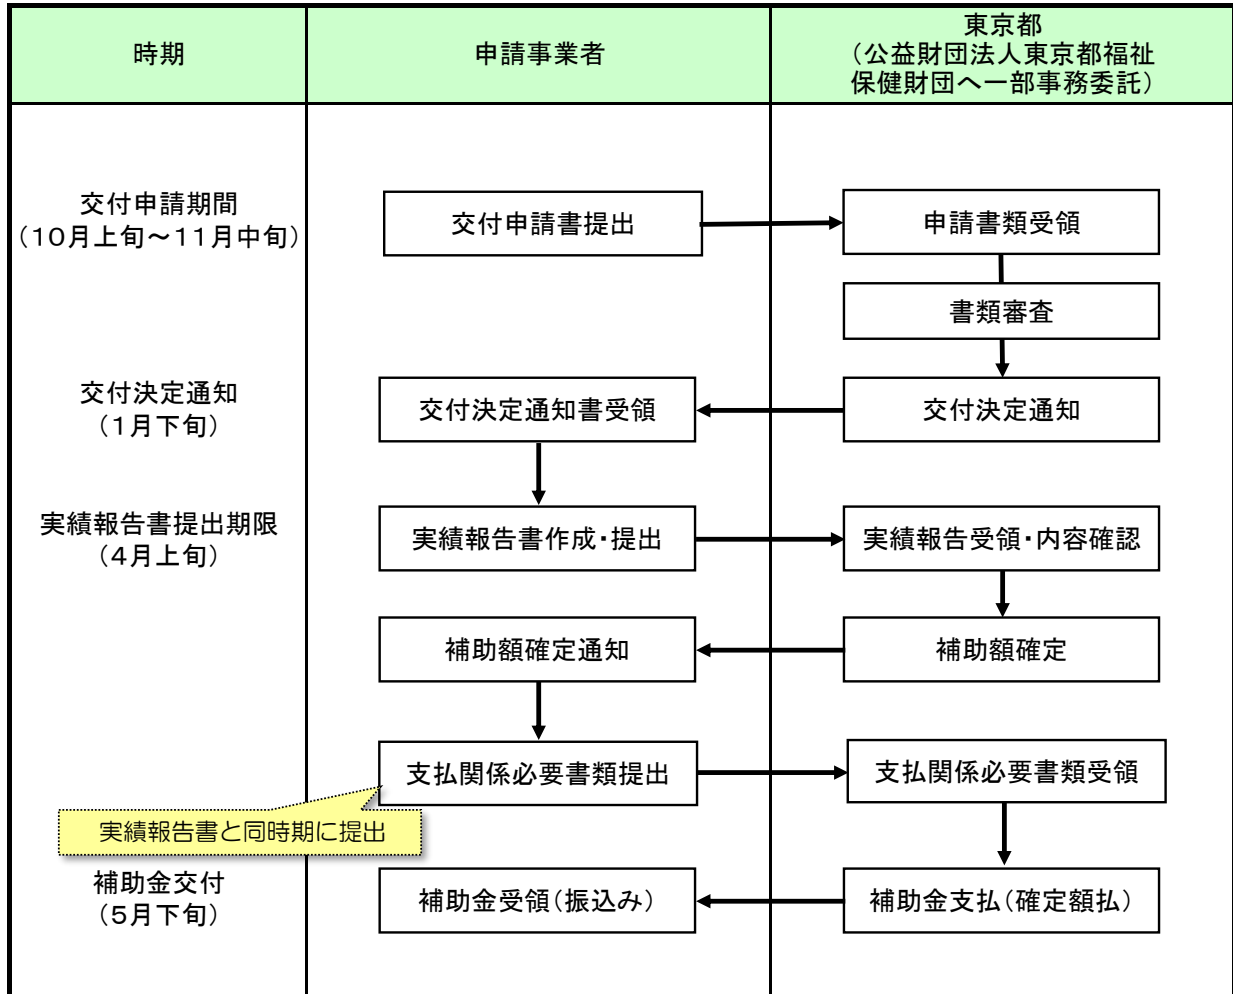 時期
申請事業者
東京都
（公益財団法人東京都福祉
保健財団へ一部事務委託）
交付申請期間
（１０月上旬～１１月中旬）
交付申請書提出
申請書類受領
書類審査
交付決定通知
（１月下旬）
交付決定通知書受領
交付決定通知
実績報告書提出期限
（４月上旬）
実績報告書作成・提出
実績報告受領・内容確認
補助額確定通知
補助額確定
支払関係必要書類提出
支払関係必要書類受領
実績報告書と同時期に提出
補助金交付
（５月下旬）
補助金受領（振込み）
補助金支払（確定額払）